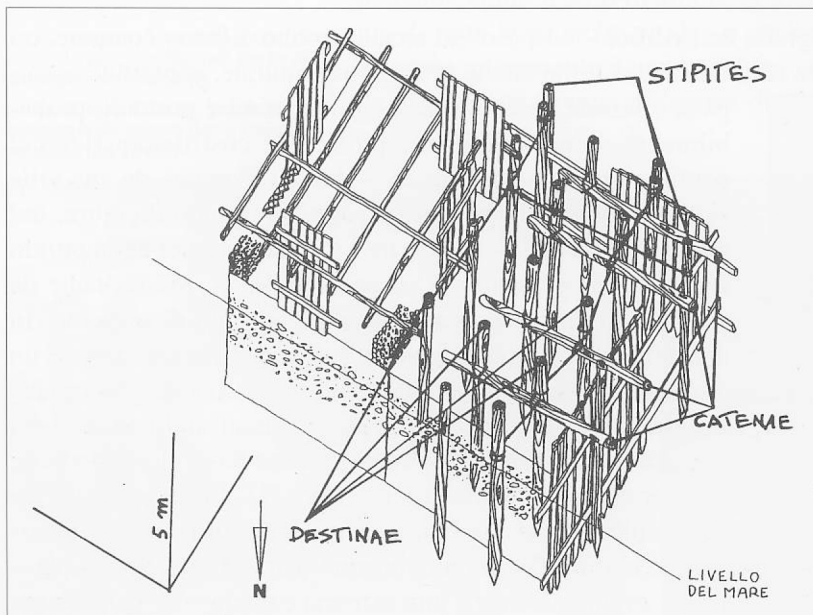 STIPITES
CATENAE
DESTINAE
5 m
N
LIVELLO
DEL MARE